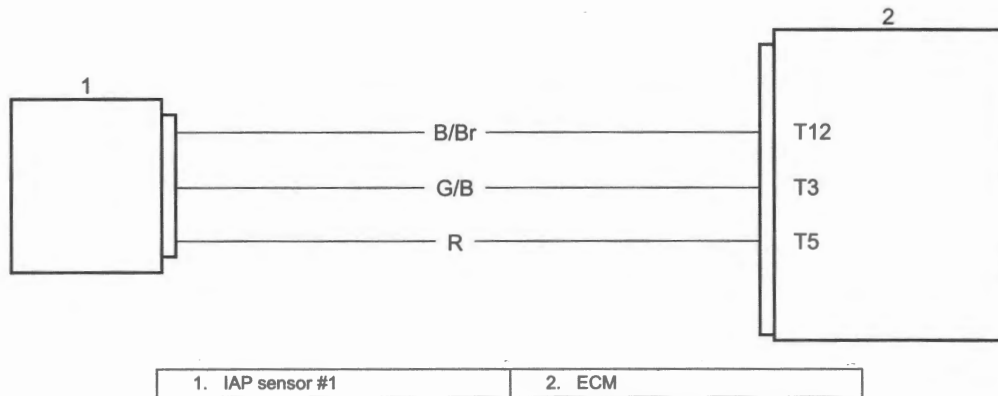 2
1
B/Br T12
G/B T3
R T5
1. IAP sensor #1 2. ECM